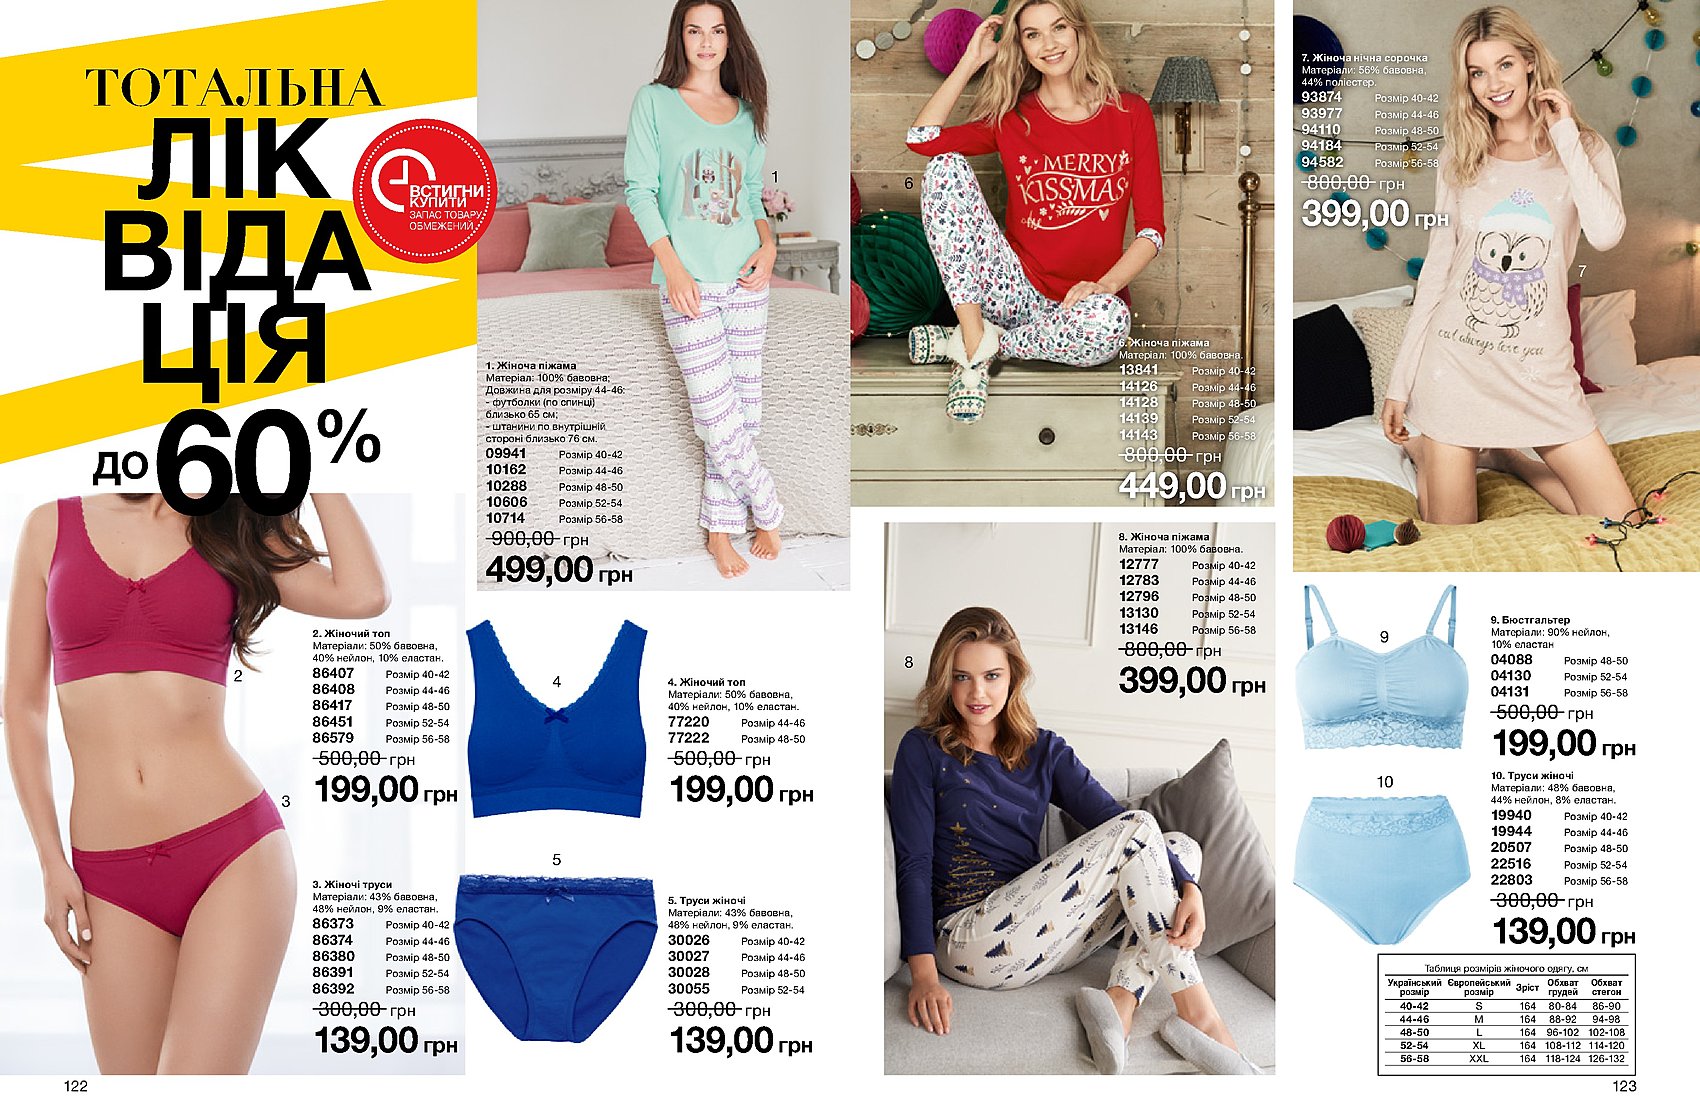 ТОТАЛЬНА
ЛІК
ВІДА
ЦІЯ
ДО 60%
ВСТИГНИ
КУПИТИ
ЗАПАС ТОВАРУ
ОБМЕЖЕНИЙ
1
1. Жіноча піжама
Матеріал: 100% бавовна;
Довжина для розміру 44-46:
- футболки (по спинці)
близько 65 см;
- штанини по внутрішній
стороні близько 76 см.
09941 Розмір 40-42
10162 Розмір 44-46
10288 Розмір 48-50
10606 Розмір 52-54
10714 Розмір 56-58
900,00 грн
499,00 грн
2
2. Жіночий топ
Матеріали: 50% бавовна,
40% нейлон, 10% еластан.
86407 Розмір 40-42
86408 Розмір 44-46
86417 Розмір 48-50
86451 Розмір 52-54
86579 Розмір 56-58
500,00 грн
199,00 грн
3
3. Жіночі труси
Матеріали: 43% бавовна,
48% нейлон, 9% еластан.
86373 Розмір 40-42
86374 Розмір 44-46
86380 Розмір 48-50
86391 Розмір 52-54
86392 Розмір 56-58
300,00 грн
139,00 грн
4
4. Жіночий топ
Матеріали: 50% бавовна,
40% нейлон, 10% еластан.
77220 Розмір 44-46
77222 Розмір 48-50
500,00 грн
199,00 грн
5
5. Труси жіночі
Матеріали: 43% бавовна,
48% нейлон, 9% еластан.
30026 Розмір 40-42
30027 Розмір 44-46
30028 Розмір 48-50
30055 Розмір 52-54
300,00 грн
139,00 грн
122
6
MERRY
KISSMAS
6. Жіноча піжама
Матеріал: 100% бавовна.
13841 Розмір 40-42
14126 Розмір 44-46
14128 Розмір 48-50
14139 Розмір 52-54
14143 Розмір 56-58
800,00 грн
449,00 грн
7. Жіноча нічна сорочка
Матеріали: 56% бавовна,
44% поліестер.
93874 Розмір 40-42
93977 Розмір 44-46
94110 Розмір 48-50
94184 Розмір 52-54
94582 Розмір 56-58
800,00 грн
399,00 грн
7
owl always love you
8
8. Жіноча піжама
Матеріал: 100% бавовна.
12777 Розмір 40-42
12783 Розмір 44-46
12796 Розмір 48-50
13130 Розмір 52-54
13146 Розмір 56-58
800,00 грн
399,00 грн
9
9. Бюстгальтер
Матеріали: 90% нейлон,
10% еластан
04088 Розмір 48-50
04130 Розмір 52-54
04131 Розмір 56-58
500,00 грн
199,00 грн
10
10. Труси жіночі
Матеріали: 48% бавовна,
44% нейлон, 8% еластан.
19940 Розмір 40-42
19944 Розмір 44-46
20507 Розмір 48-50
22516 Розмір 52-54
22803 Розмір 56-58
300,00 грн
139,00 грн
Таблиця розмірів жіночого одягу, см
Український розмір Європейський розмір Зріст Обхват грудей Обхват стегон
40-42 S 164 80-84 86-90
44-46 M 164 88-92 94-98
48-50 L 164 96-102 102-108
52-54 XL 164 108-112 114-120
56-58 XXL 164 118-124 126-132
123